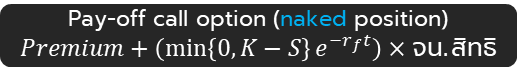 Pay-off call option (naked position)
Premium + (min{0, K − S} e^{−r_f t}) × จน.สิทธิ